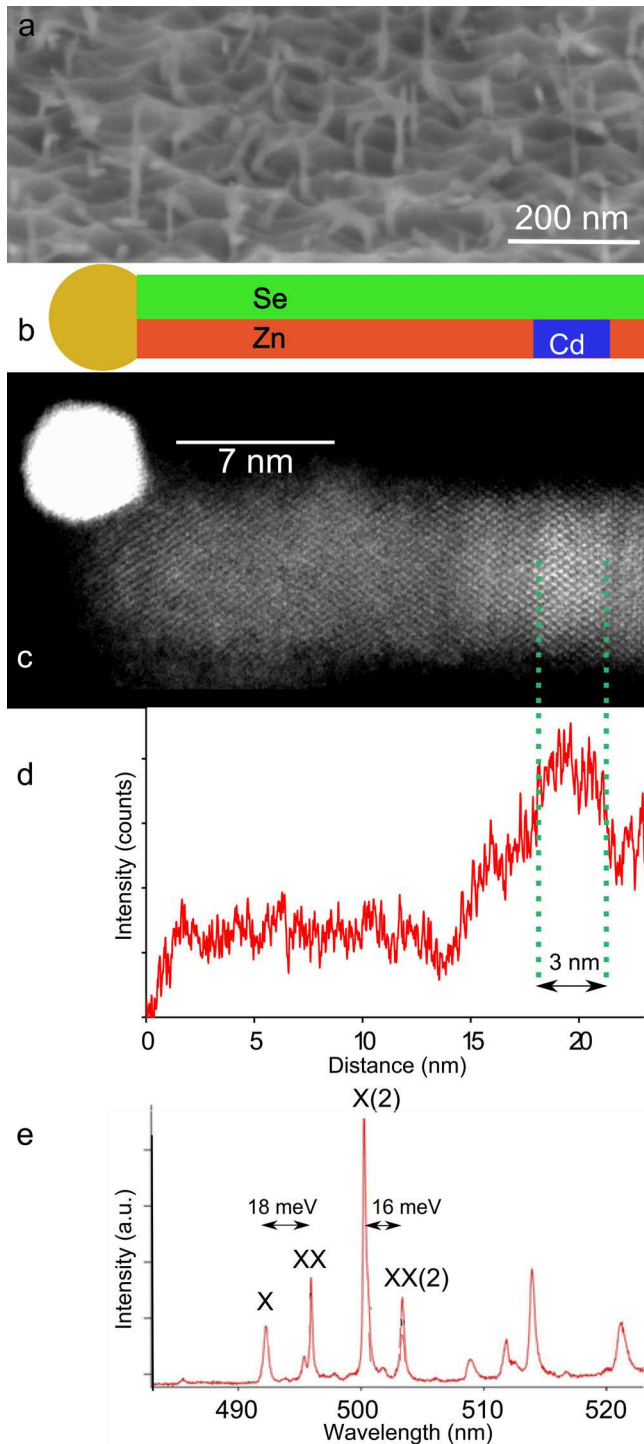 a
200 nm
b
Se
Zn
Cd
7 nm
c
d
Intensity (counts)
3 nm
0 5 10 15 20
Distance (nm)
e
X(2)
18 meV
16 meV
XX
XX(2)
X
Intensity (a.u.)
490 500 510 520
Wavelength (nm)